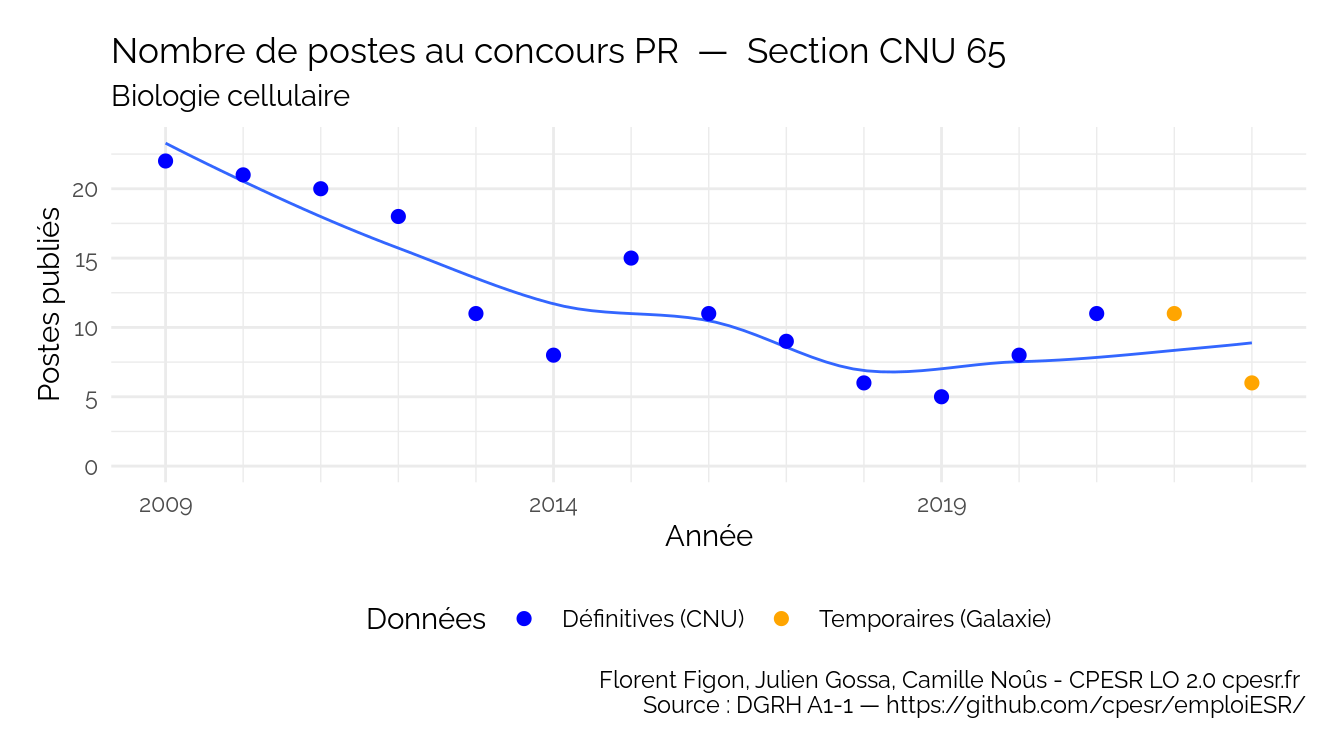 Nombre de postes au concours PR — Section CNU 65
Biologie cellulaire
Postes publiés
20
15
10
5
0
2009 2014 2019
Année
Données Définitives (CNU) Temporaires (Galaxie)
Florent Figon, Julien Gossa, Camille Noûs - CPESR LO 2.0 cpesr.fr
Source : DGRH A1-1 — https://github.com/cpesr/emploiESR/